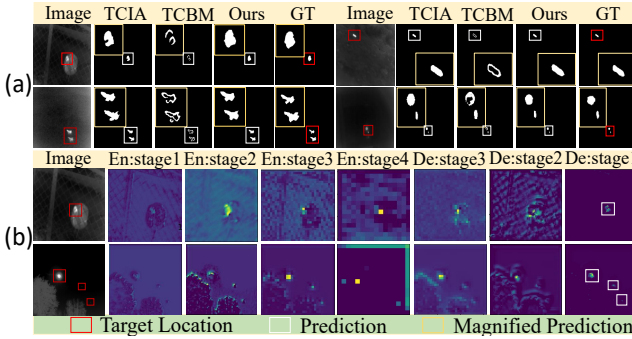 Image TCIA TCBM Ours GT Image TCIA TCBM Ours GT
(a)
Image En:stage1 En:stage2 En:stage3 En:stage4 De:stage3 De:stage2 De:stage1
(b)
Target Location Prediction Magnified Prediction